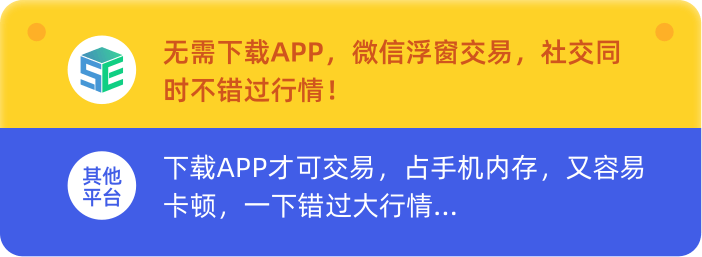 SE
无需下载APP，微信浮窗交易，社交同
时不错过行情！
其他
平台
下载APP才可交易，占手机内存，又容易
卡顿，一下错过大行情...